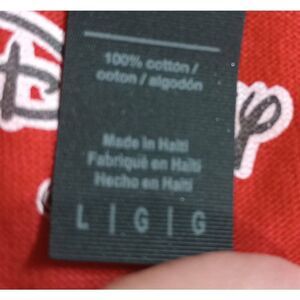 100% cotton /
coton / algodón
Made in Haiti
Fabriqué en Haïti
Hecho en Haití
L | G | G